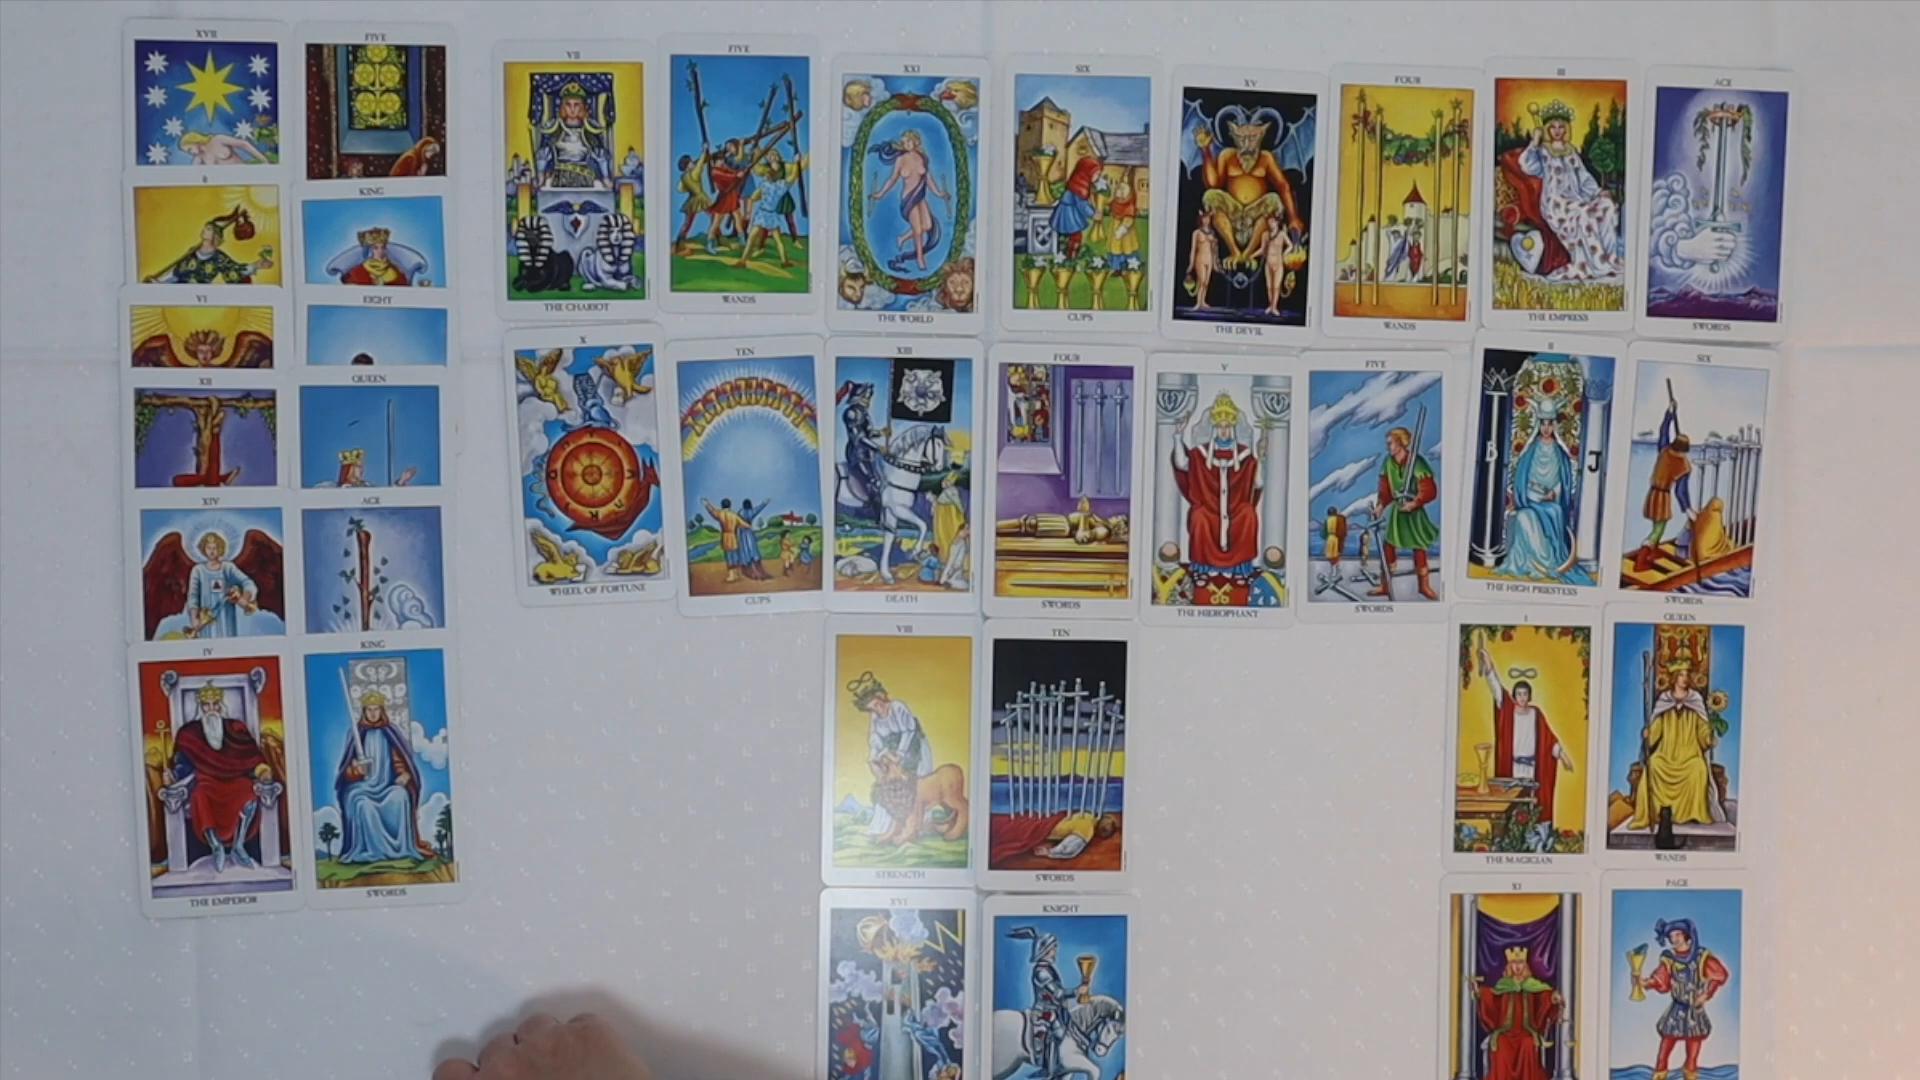 XVII
FIVE
0
KING
VI
EIGHT
XII
QUEEN
XIV
ACE
IV
THE EMPEROR
KING
SWORDS
VII
THE CHARIOT
FIVE
WANDS
XXI
THE WORLD
SIX
CUPS
XV
THE DEVIL
FOUR
WANDS
III
THE EMPRESS
ACE
SWORDS
X
WHEEL OF FORTUNE
TEN
CUPS
XIII
DEATH
FOUR
SWORDS
V
THE HIEROPHANT
FIVE
SWORDS
II
B J
THE HIGH PRIESTESS
SIX
SWORDS
VIII
STRENGTH
TEN
SWORDS
I
THE MAGICIAN
QUEEN
WANDS
XVI
KNIGHT
XI
PAGE